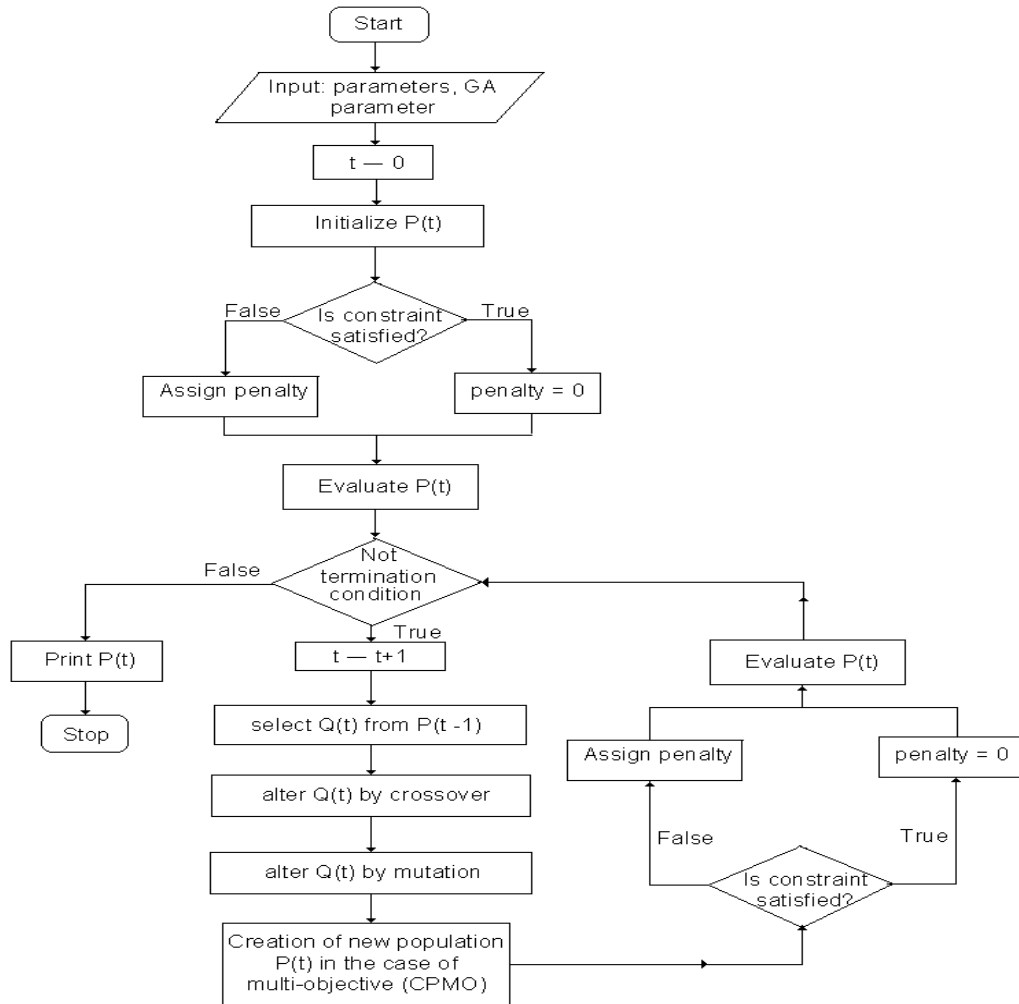 Start
Input: parameters, GA
parameter
t — 0
Initialize P(t)
Is constraint
satisfied?
False
True
Assign penalty
penalty = 0
Evaluate P(t)
Not
termination
condition
False
True
Print P(t)
Stop
t — t+1
select Q(t) from P(t -1)
alter Q(t) by crossover
alter Q(t) by mutation
Creation of new population
P(t) in the case of
multi-objective (CPMO)
Is constraint
satisfied?
False
True
Assign penalty
penalty = 0
Evaluate P(t)